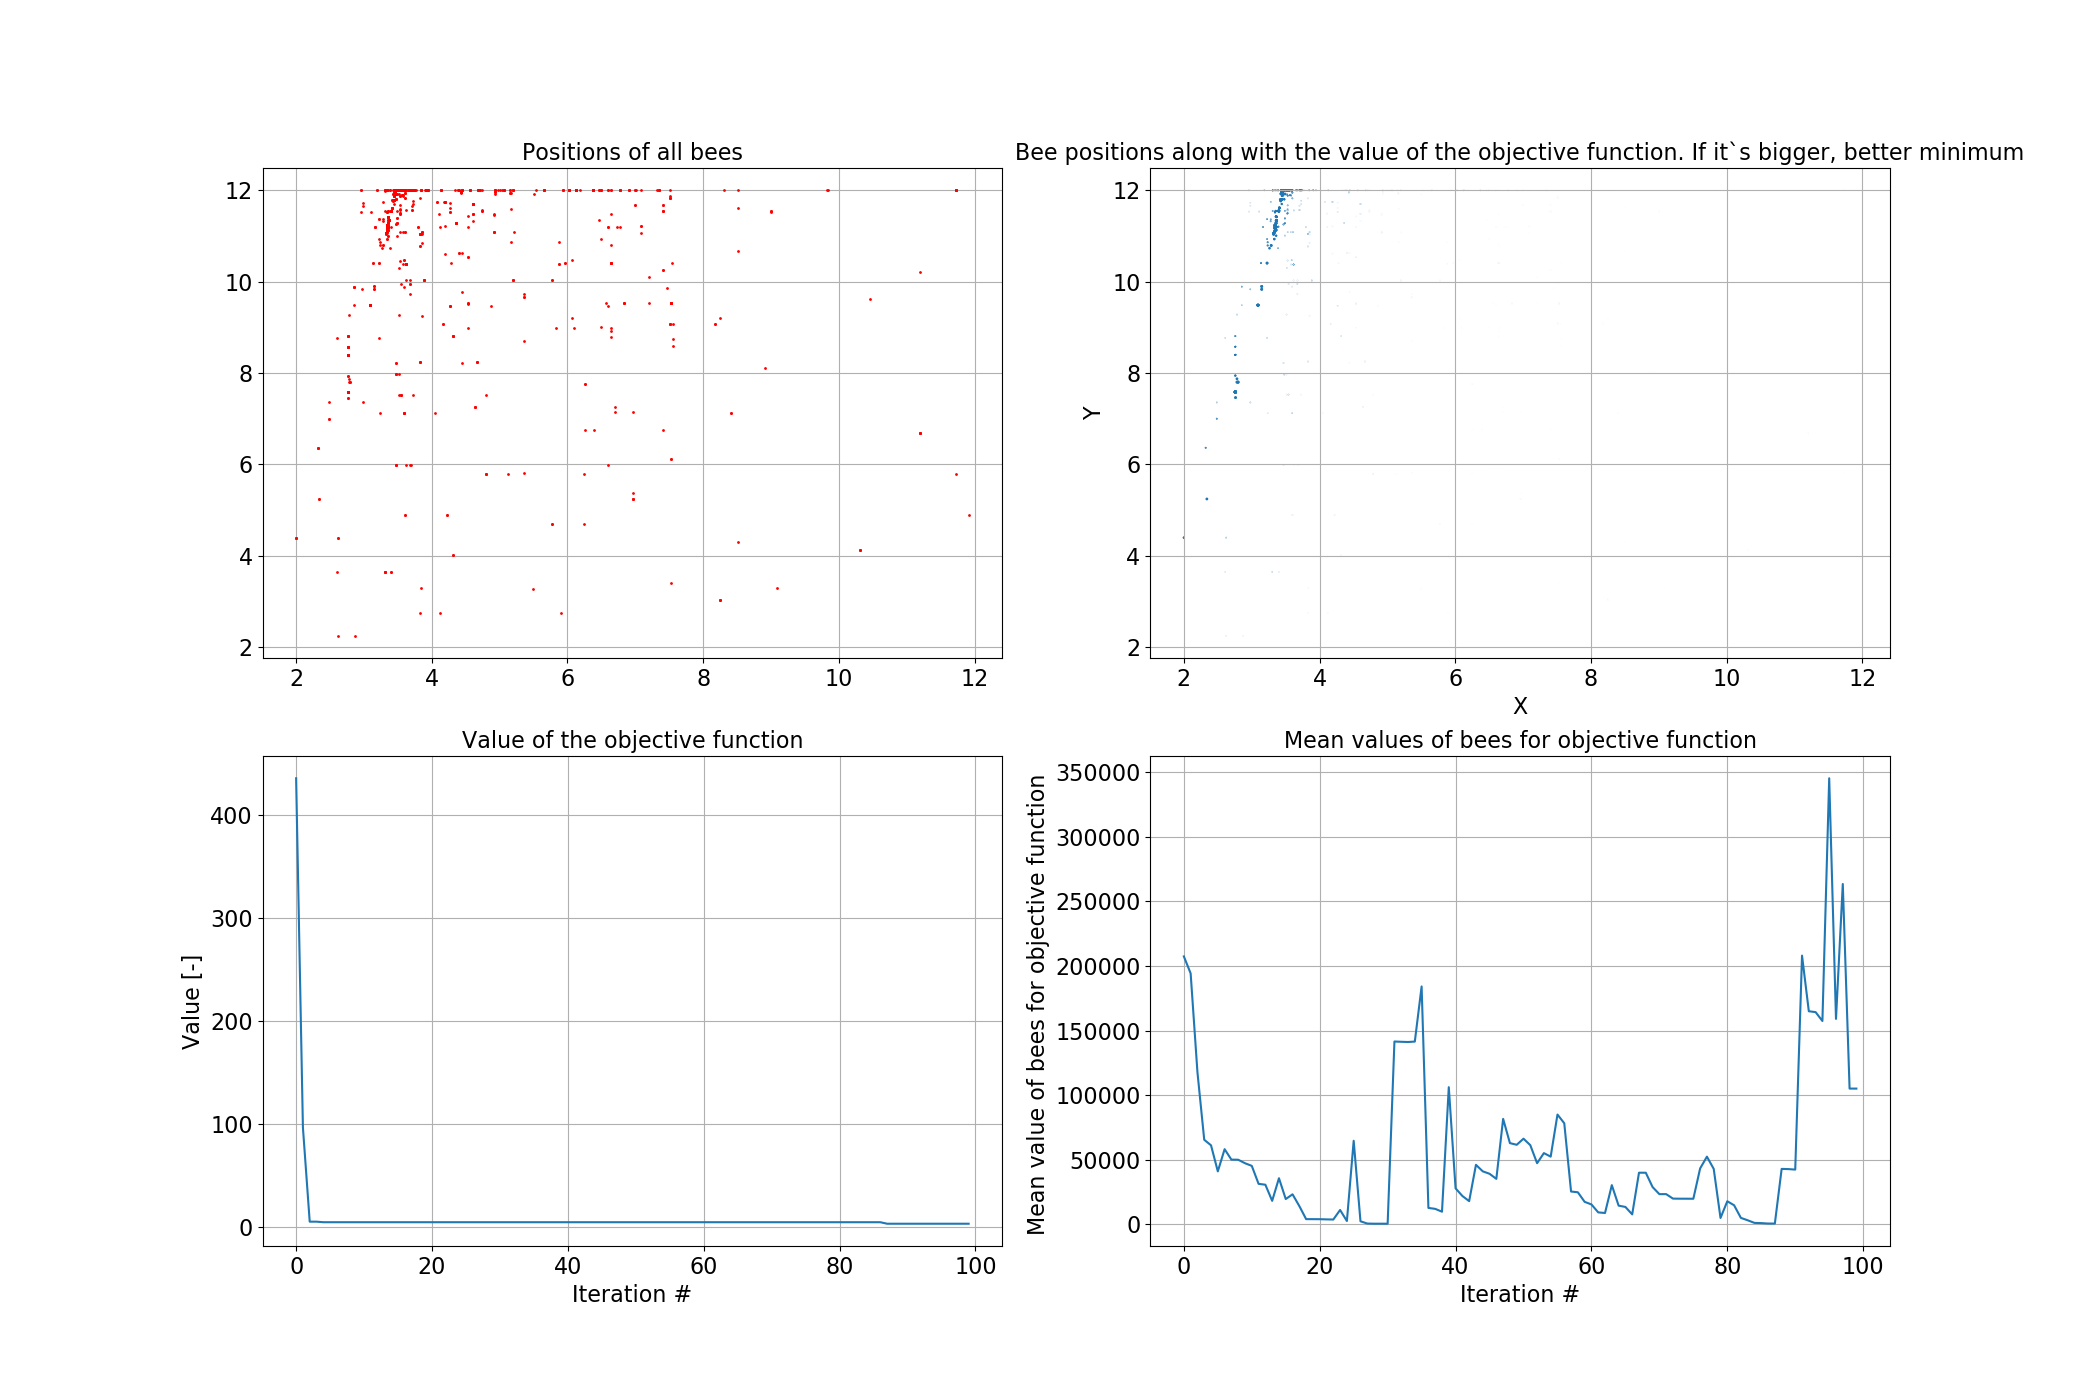 Positions of all bees
12
10
8
6
4
2
2 4 6 8 10 12
Bee positions along with the value of the objective function. If it`s bigger, better minimum
Y
12
10
8
6
4
2
2 4 6 8 10 12
X
Value of the objective function
Value [-]
400
300
200
100
0
0 20 40 60 80 100
Iteration #
Mean values of bees for objective function
Mean value of bees for objective function
350000
300000
250000
200000
150000
100000
50000
0
0 20 40 60 80 100
Iteration #